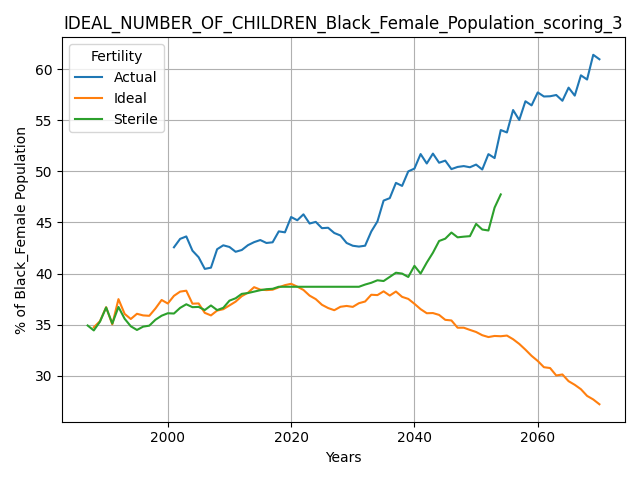 IDEAL_NUMBER_OF_CHILDREN_Black_Female_Population_scoring_3
Fertility
Actual
Ideal
Sterile
% of Black_Female Population
60
55
50
45
40
35
30
2000 2020 2040 2060
Years